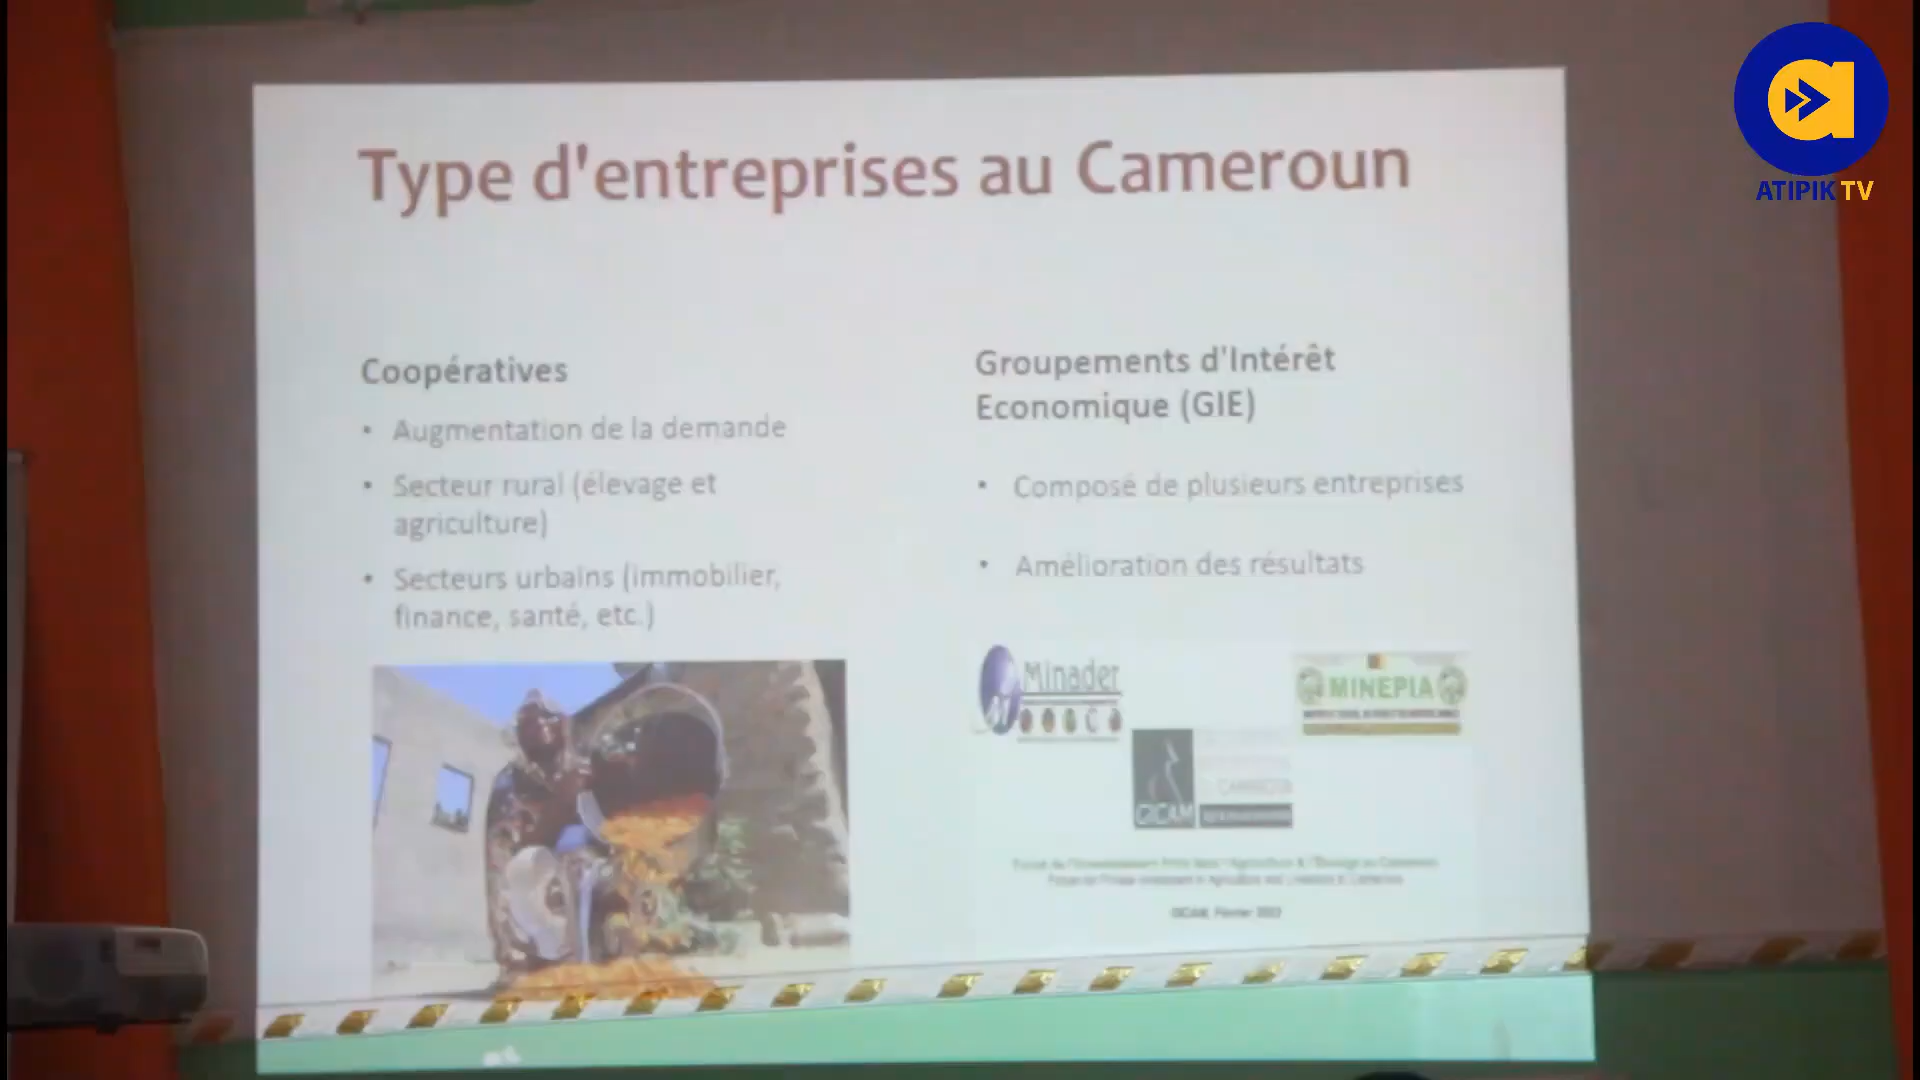 Type d'entreprises au Cameroun
Coopératives
• Augmentation de la demande
• Secteur rural (élevage et
agriculture)
• Secteurs urbains (immobilier,
finance, santé, etc.)
Groupements d'Intérêt
Economique (GIE)
• Composé de plusieurs entreprises
• Amélioration des résultats
Minader
MINEPIA
GICAM
ATIPIK TV